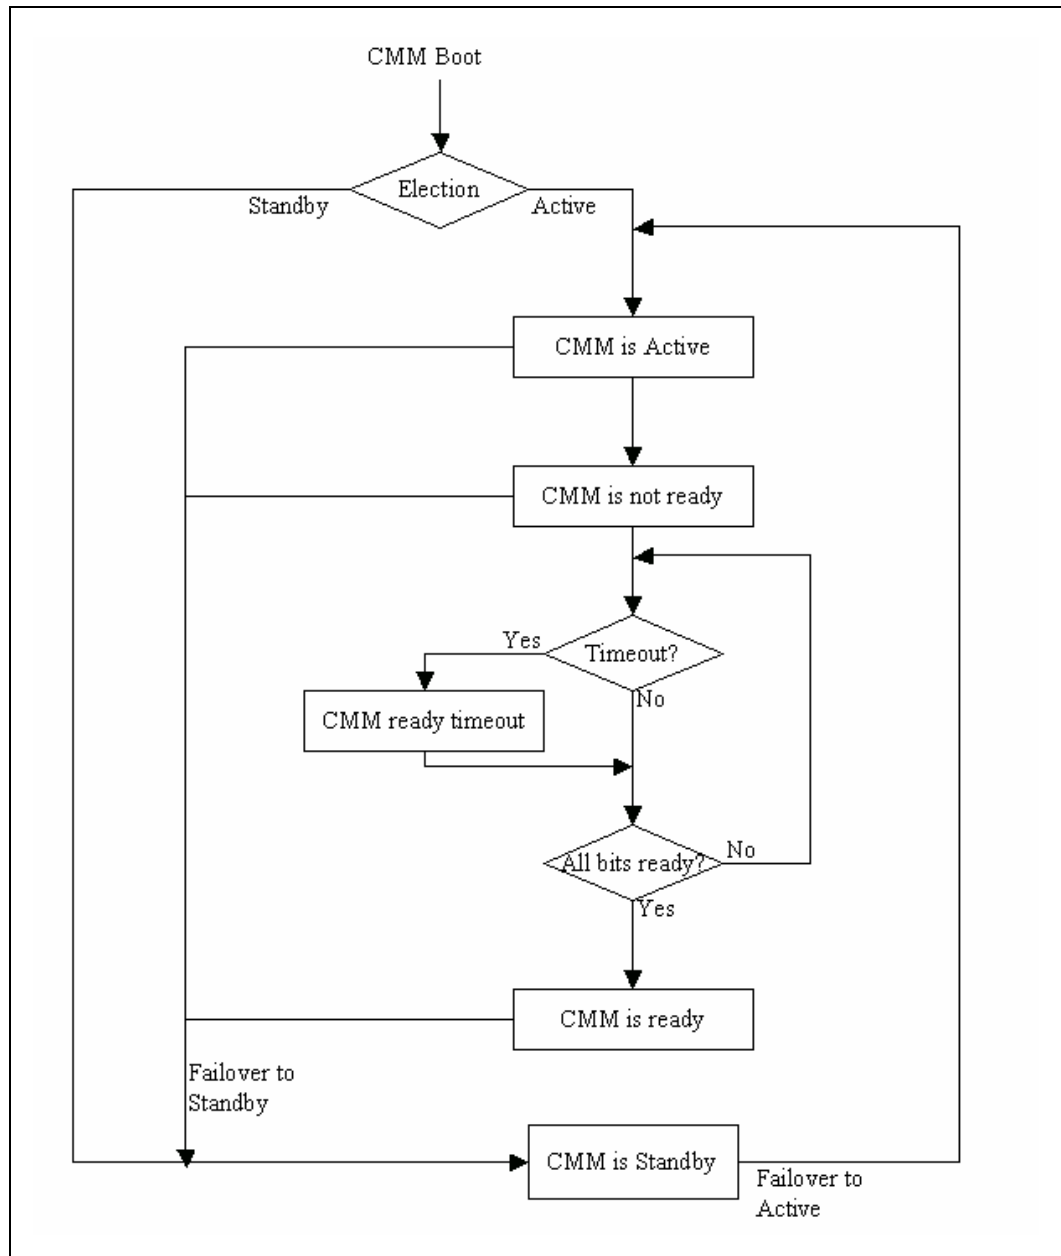 CMM Boot
Election
Standby
Active
CMM is Active
CMM is not ready
Yes
Timeout?
No
CMM ready timeout
All bits ready?
No
Yes
CMM is ready
Failover to
Standby
CMM is Standby
Failover to
Active